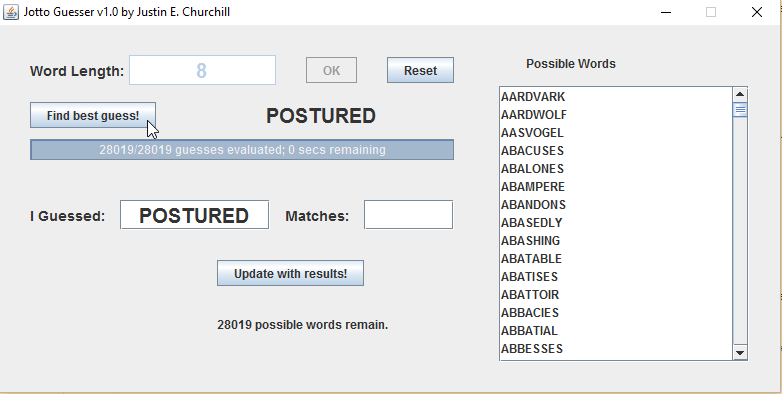 Jotto Guesser v1.0 by Justin E. Churchill
Word Length:
8
OK
Reset
Find best guess!
POSTURED
28019/28019 guesses evaluated; 0 secs remaining
I Guessed:
POSTURED
Matches:
Update with results!
28019 possible words remain.
Possible Words
AARDVARK
AARDWOLF
AASVOGEL
ABACUSES
ABALONES
ABAMPERE
ABANDONS
ABASEDLY
ABASHING
ABATABLE
ABATISES
ABATTOIR
ABBACIES
ABBATIAL
ABBESSES